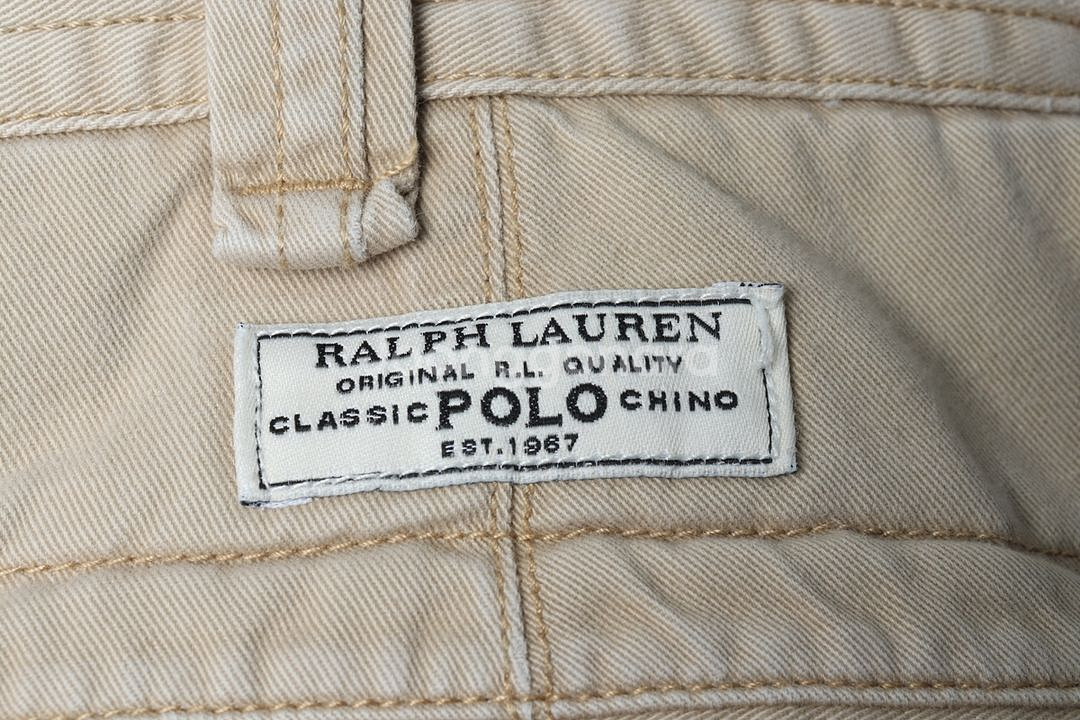 RALPH LAUREN
ORIGINAL R.L. QUALITY
CLASSIC POLO CHINO
EST.1967